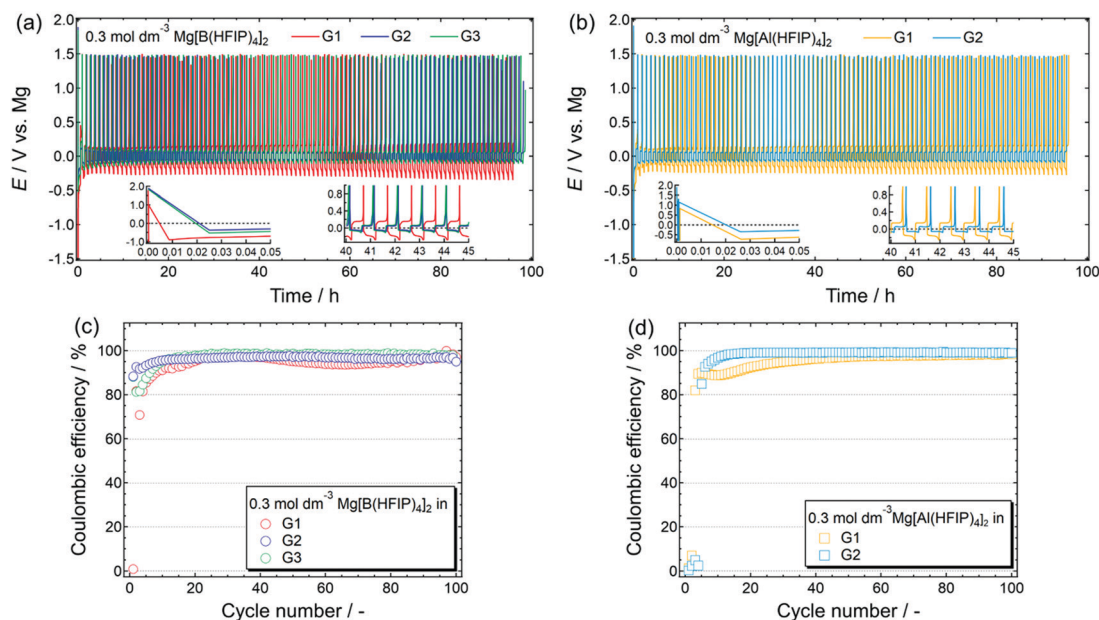 (a)
0.3 mol dm⁻³ Mg[B(HFIP)₄]₂ G1 G2 G3
2.0
1.5
1.0
0.5
0.0
-0.5
-1.0
-1.5
E / V vs. Mg
2.0
1.0
0.0
-1.0
0.00 0.01 0.02 0.03 0.04 0.05
0.8
0.4
0.0
40 41 42 43 44 45
0 20 40 60 80 100
Time / h
(b)
0.3 mol dm⁻³ Mg[Al(HFIP)₄]₂ G1 G2
2.0
1.5
1.0
0.5
0.0
-0.5
-1.0
-1.5
E / V vs. Mg
2.0
1.5
1.0
0.5
0.0
-0.5
0.00 0.01 0.02 0.03 0.04 0.05
0.8
0.4
0.0
40 41 42 43 44 45
0 20 40 60 80 100
Time / h
(c)
100
80
60
40
20
0
Coulombic efficiency / %
0.3 mol dm⁻³ Mg[B(HFIP)₄]₂ in
G1
G2
G3
0 20 40 60 80 100
Cycle number / -
(d)
100
80
60
40
20
0
Coulombic efficiency / %
0.3 mol dm⁻³Mg[Al(HFIP)₄]₂ in
G1
G2
0 20 40 60 80 100
Cycle number / -